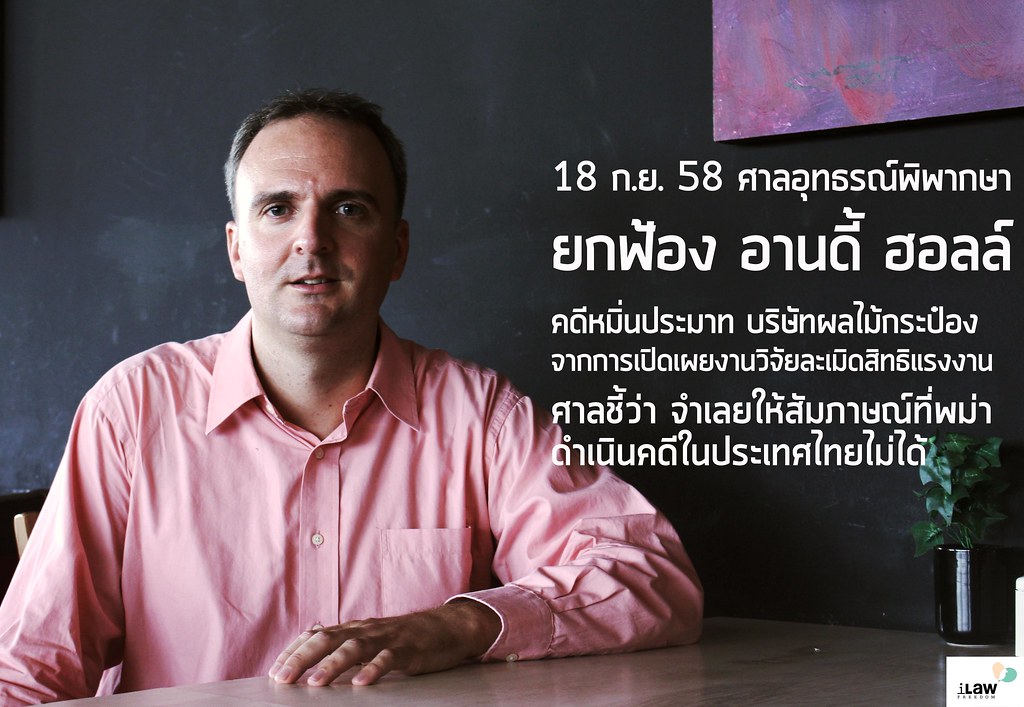 18 ก.ย. 58 ศาลอุทธรณ์พิพากษา
ยกฟ้อง อานดี้ ฮอลล์
คดีหมิ่นประมาท บริษัทผลไม้กระป๋อง
จากการเปิดเผยงานวิจัยละเมิดสิทธิแรงงาน
ศาลชี้ว่า จำเลยให้สัมภาษณ์ที่พม่า
ดำเนินคดีในประเทศไทยไม่ได้
iLAW
FREEDOM